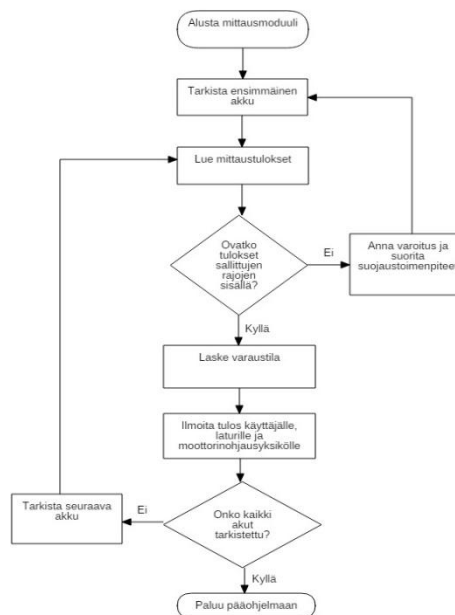 Alusta mittausmoduuli
Tarkista ensimmäinen
akku
Lue mittaustulokset
Ovatko
tulokset
sallittujen
rajojen
sisällä?
Ei
Anna varoitus ja
suorita
suojaustoimenpiteet
Kyllä
Laske varaustila
Ilmoita tulos käyttäjälle,
laturille ja
moottorinohjausyksikölle
Tarkista seuraava
akku
Ei
Onko kaikki
akut
tarkistettu?
Kyllä
Paluu pääohjelmaan